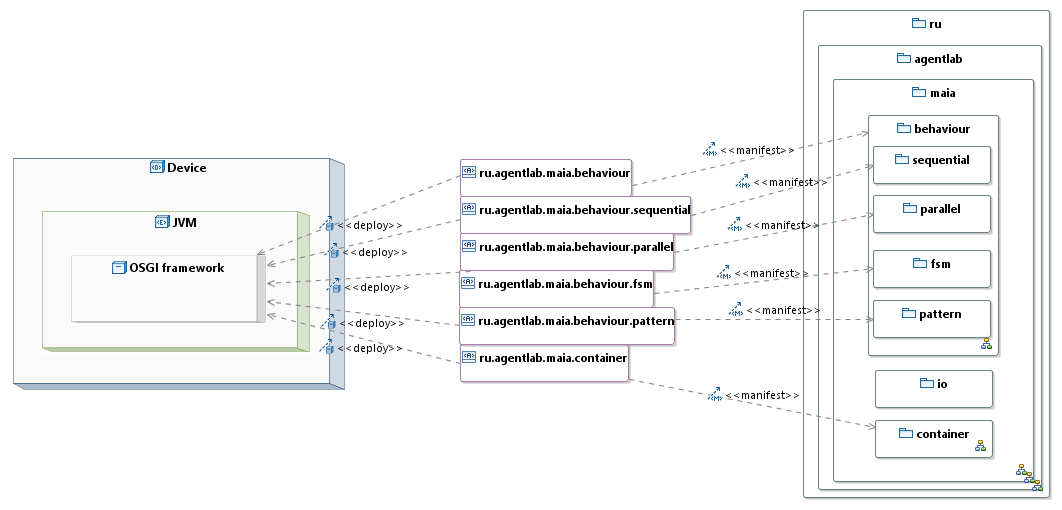 Device
JVM
OSGI framework
<<deploy>>
<<deploy>>
<<deploy>>
<<deploy>>
<<deploy>>
ru.agentlab.maia.behaviour
ru.agentlab.maia.behaviour.sequential
ru.agentlab.maia.behaviour.parallel
ru.agentlab.maia.behaviour.fsm
ru.agentlab.maia.behaviour.pattern
ru.agentlab.maia.container
<<manifest>>
<<manifest>>
<<manifest>>
<<manifest>>
<<manifest>>
<<manifest>>
ru
agentlab
maia
behaviour
sequential
parallel
fsm
pattern
io
container